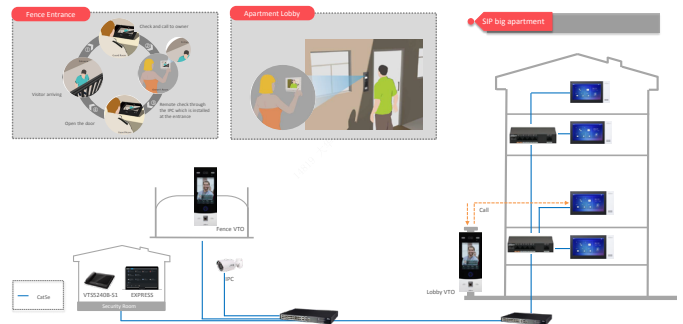 Fence Entrance
Check and call to owner
Visitor arriving
Remote check through
the IPC which is installed
at the entrance
Open the door
Apartment Lobby
SIP big apartment
Call
Fence VTO
IPC
Lobby VTO
VTS5240B-S1 EXPRESS
Security Room
Cat5e